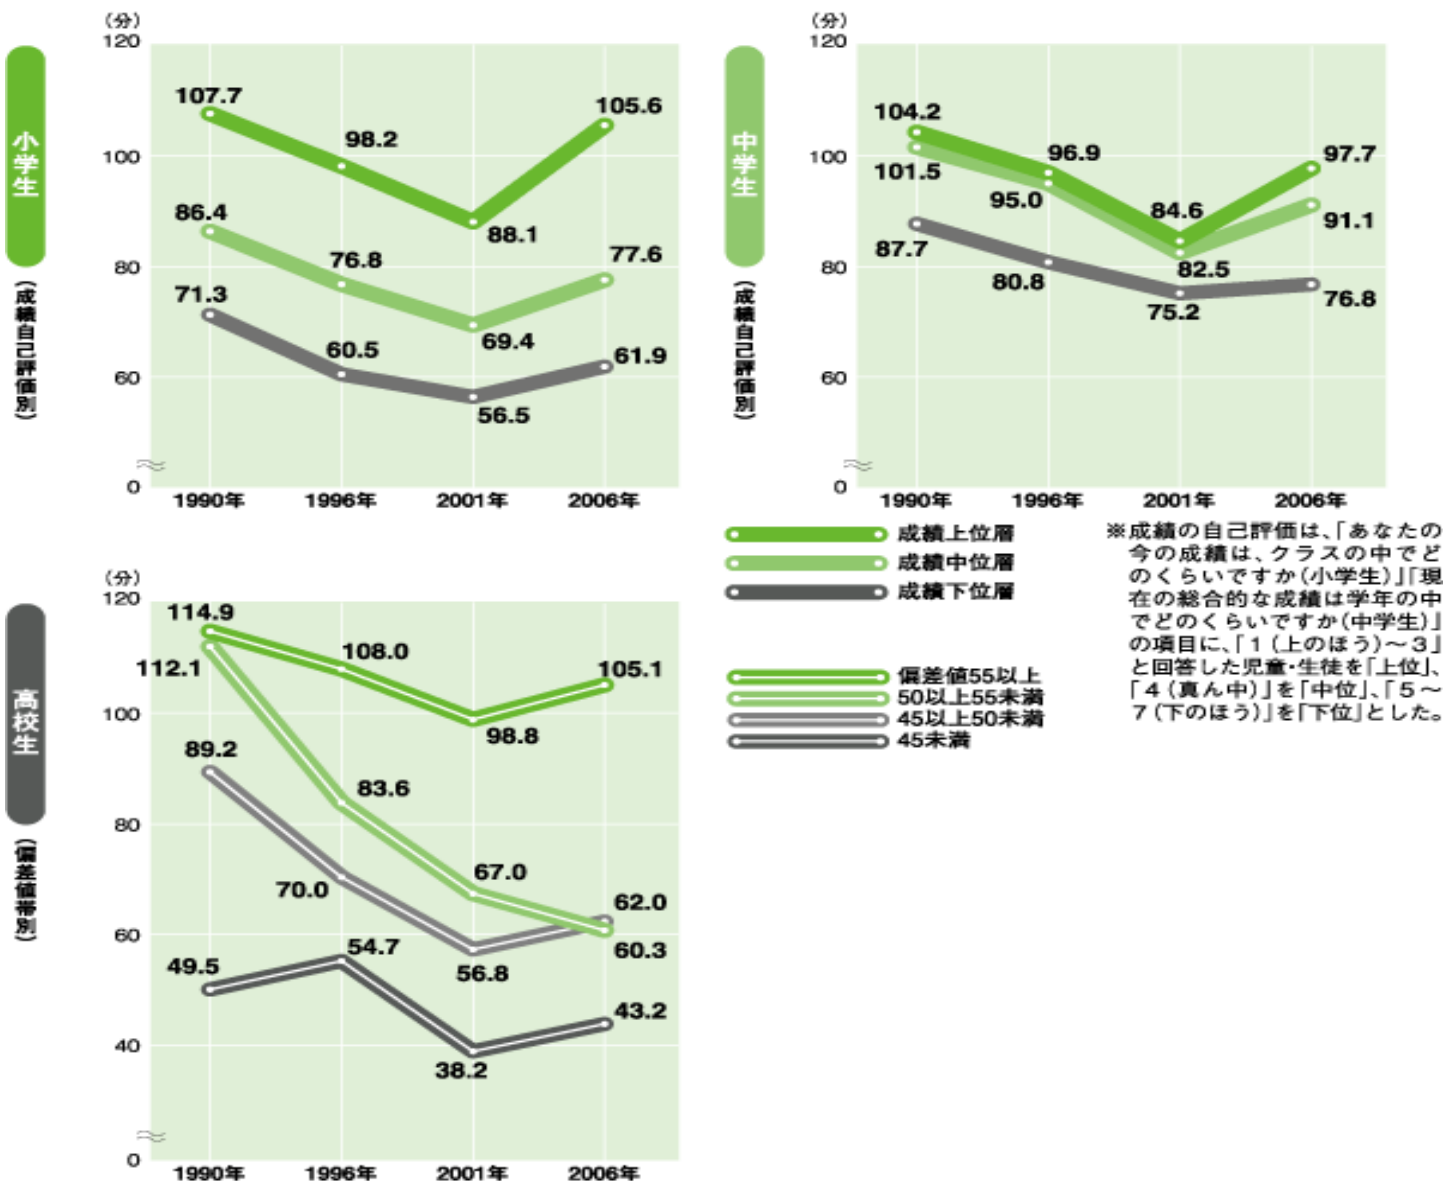 小学生
(成績自己評価別)
(分)
120
100
80
60
0
107.7
98.2
88.1
105.6
86.4
76.8
69.4
77.6
71.3
60.5
56.5
61.9
1990年 1996年 2001年 2006年
中学生
(成績自己評価別)
(分)
120
100
80
60
0
104.2
96.9
84.6
97.7
101.5
95.0
82.5
91.1
87.7
80.8
75.2
76.8
1990年 1996年 2001年 2006年
成績上位層
成績中位層
成績下位層
偏差値55以上
50以上55未満
45以上50未満
45未満
※成績の自己評価は、「あなたの
今の成績は、クラスの中でど
のくらいですか(小学生)」「現
在の総合的な成績は学年の中
でどのくらいですか(中学生)」
の項目に、「1(上のほう)〜3」
と回答した児童・生徒を「上位」、
「4(真ん中)」を「中位」、「5〜
7(下のほう)」を「下位」とした。
高校生
(偏差値帯別)
(分)
120
100
80
60
40
0
114.9
108.0
98.8
105.1
112.1
83.6
67.0
60.3
89.2
70.0
56.8
62.0
49.5
54.7
38.2
43.2
1990年 1996年 2001年 2006年